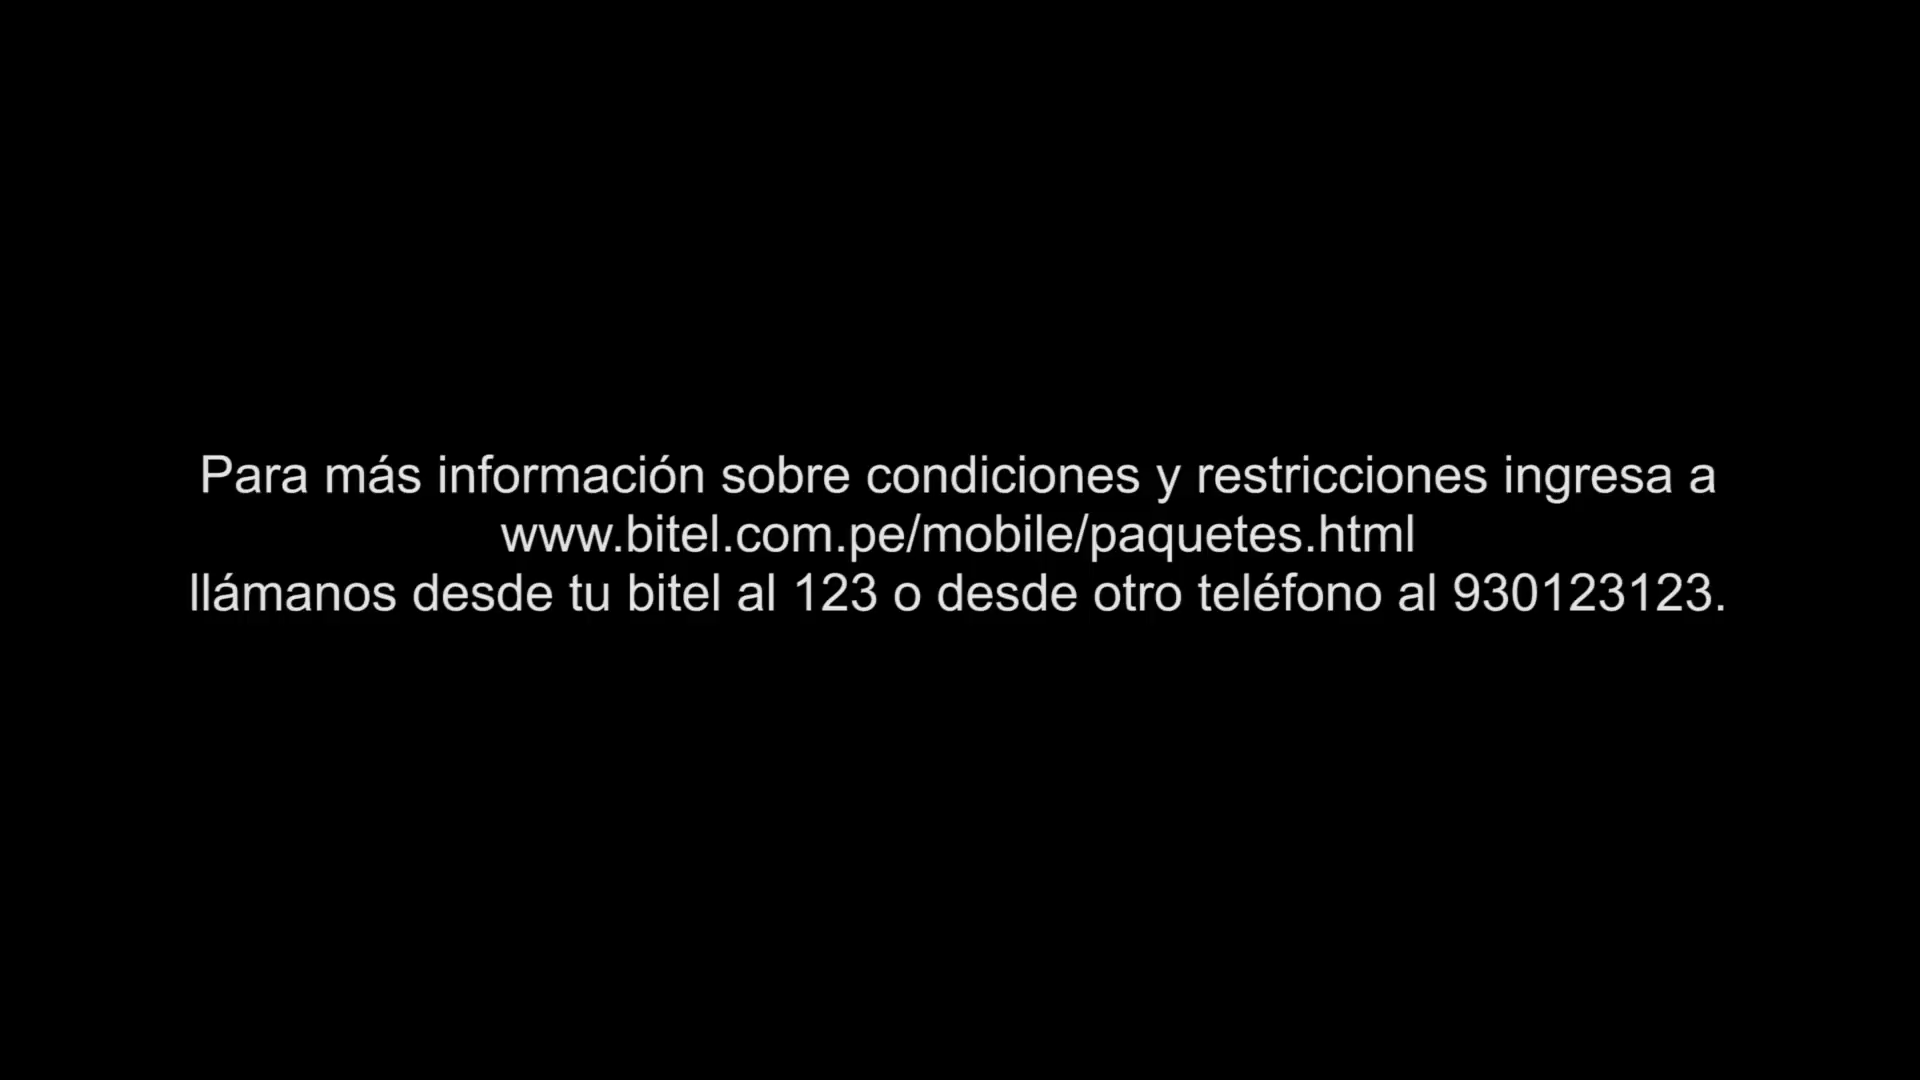 Para más información sobre condiciones y restricciones ingresa a
www.bitel.com.pe/mobile/paquetes.html
llámanos desde tu bitel al 123 o desde otro teléfono al 930123123.